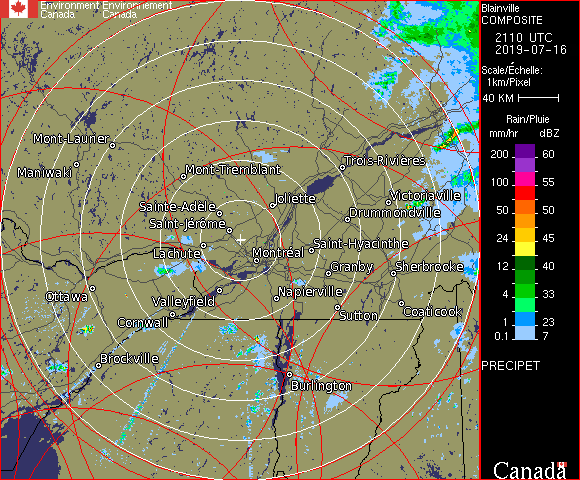 Environment Environnement
Canada Canada
Blainville
COMPOSITE
2110 UTC
2019-07-16
Scale/Échelle:
1km/Pixel
40 KM
Rain/Pluie
mm/hr dBZ
200 60
150 57
100 55
50 50
24 45
12 40
4 33
1 23
0.1 7
PRECIPET
Canada
Mont-Laurier
Maniwaki
Mont-Tremblant
Trois-Rivières
Sainte-Adele
Joliette
Victoriaville
Saint-Jérôme
Drummondville
Lachute
Montréal
Saint-Hyacinthe
Granby
Sherbrooke
Ottawa
Valleyfield
Napierville
Cornwall
Sutton
Coaticook
Brockville
Burlington